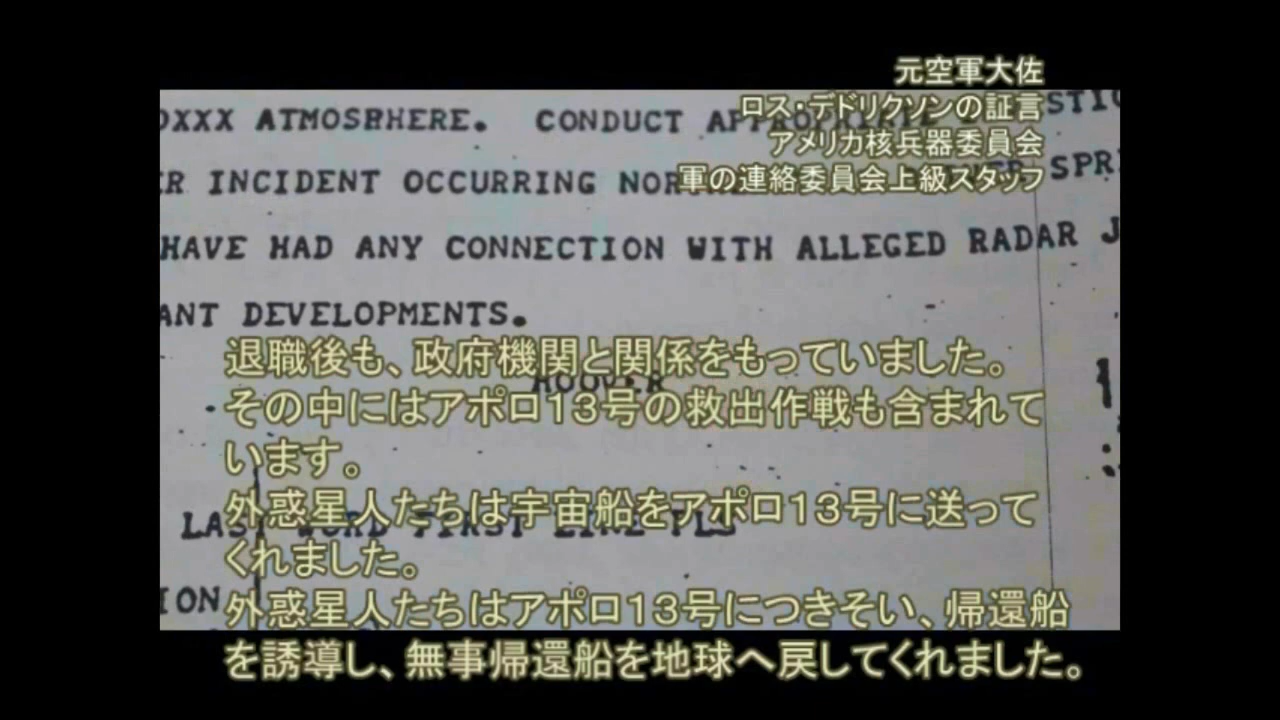 元空軍大佐
ロス・デドリクソンの証言
アメリカ核兵器委員会
軍の連絡委員会上級スタッフ
ATMOSPHERE. CONDUCT
INCIDENT OCCURRING
HAVE HAD ANY CONNECTION WITH ALLEGED RADAR
DEVELOPMENTS.
退職後も、政府機関と関係をもっていました。
HOOVER
その中にはアポロ１３号の救出作戦も含まれて
います。
外惑星人たちは宇宙船をアポロ１３号に送って
LAST WORD FIRST LINE PLS
くれました。
外惑星人たちはアポロ１３号につきそい、帰還船
を誘導し、無事帰還船を地球へ戻してくれました。